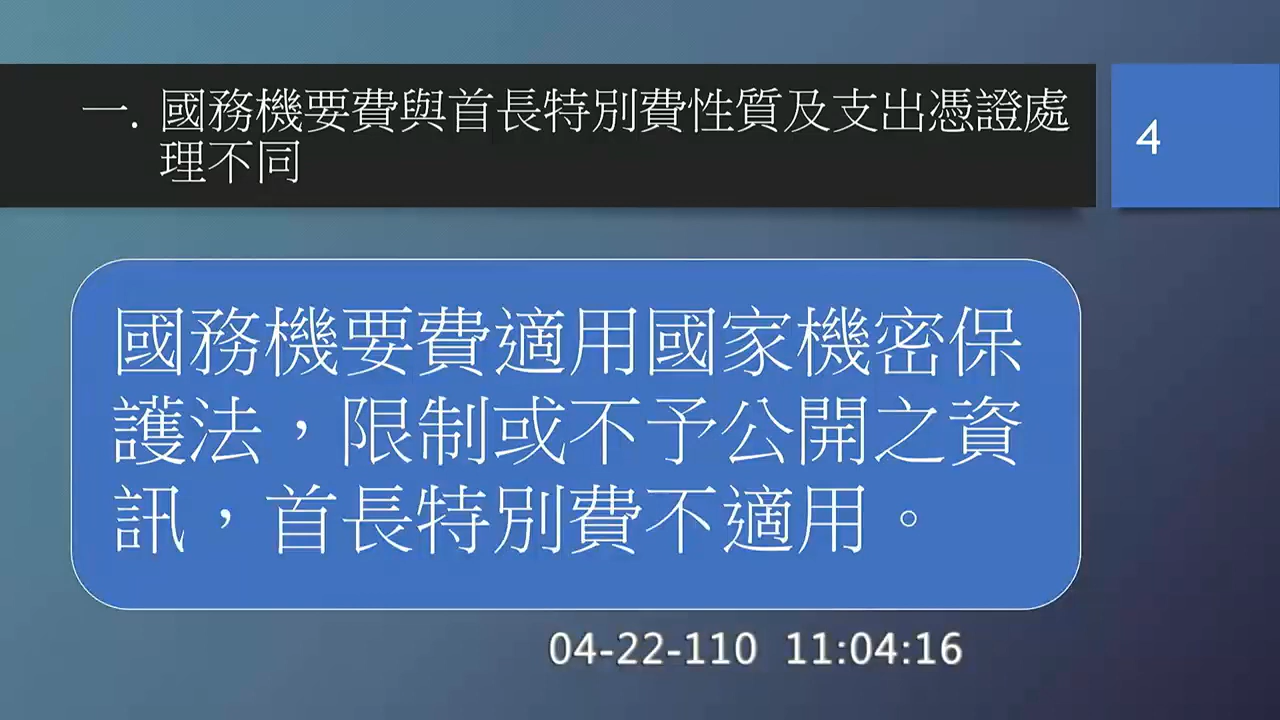 一. 國務機要費與首長特別費性質及支出憑證處
理不同
4
國務機要費適用國家機密保
護法，限制或不予公開之資
訊，首長特別費不適用。
04-22-110 11:04:16